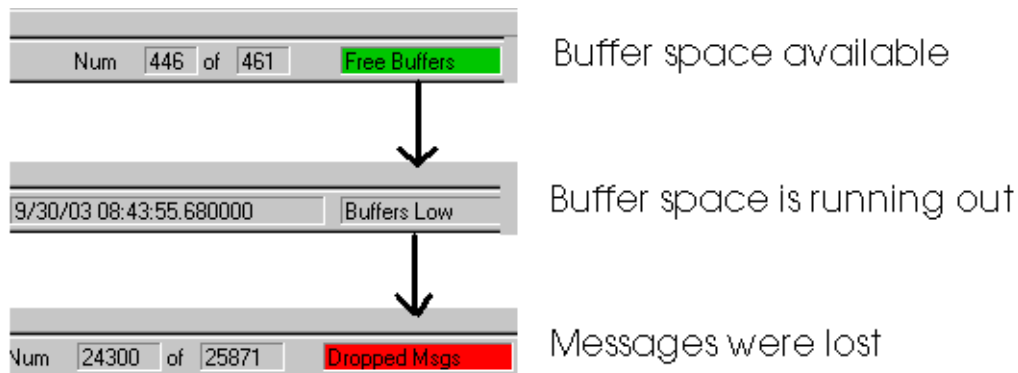 Num 446 of 461 Free Buffers
Buffer space available
9/30/03 08:43:55.680000 Buffers Low
Buffer space is running out
Num 24300 of 25871 Dropped Msgs
Messages were lost